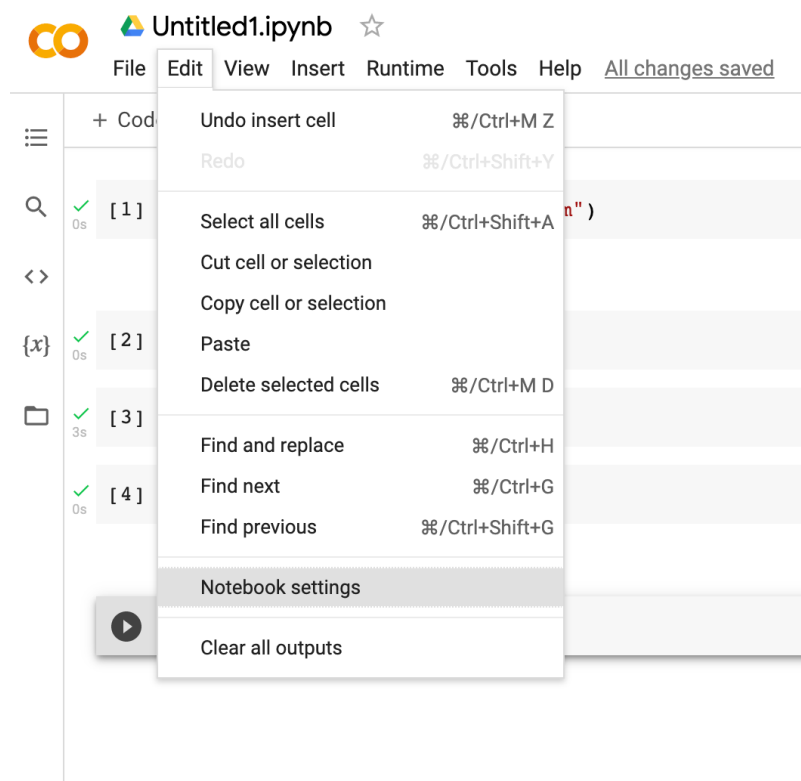 Untitled1.ipynb
File Edit View Insert Runtime Tools Help All changes saved
+ Cod
Undo insert cell ⌘/Ctrl+M Z
Redo ⌘/Ctrl+Shift+Y
[1] n")
0s
Select all cells ⌘/Ctrl+Shift+A
Cut cell or selection
Copy cell or selection
{x}
[2]
0s
Paste
Delete selected cells ⌘/Ctrl+M D
[3]
3s
Find and replace ⌘/Ctrl+H
Find next ⌘/Ctrl+G
[4]
0s
Find previous ⌘/Ctrl+Shift+G
Notebook settings
Clear all outputs